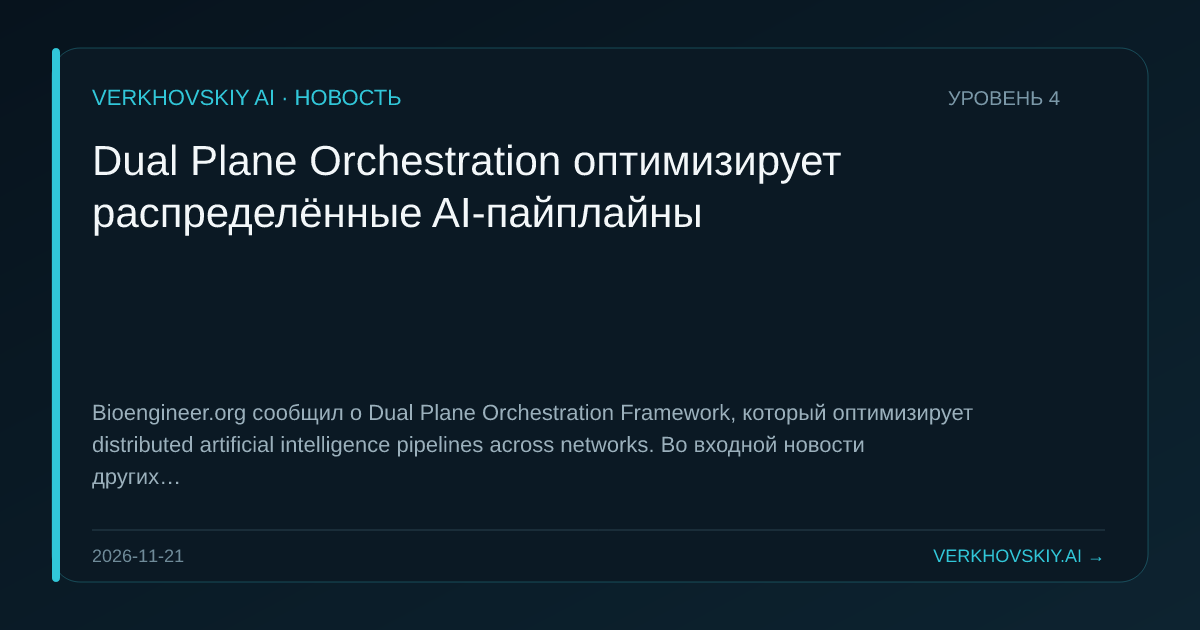 VERKHOVSKIY AI · НОВОСТЬ
УРОВЕНЬ 4
Dual Plane Orchestration оптимизирует
распределённые AI-пайплайны
Bioengineer.org сообщил о Dual Plane Orchestration Framework, который оптимизирует
distributed artificial intelligence pipelines across networks. Во входной новости
других…
2026-11-21
VERKHOVSKIY.AI →